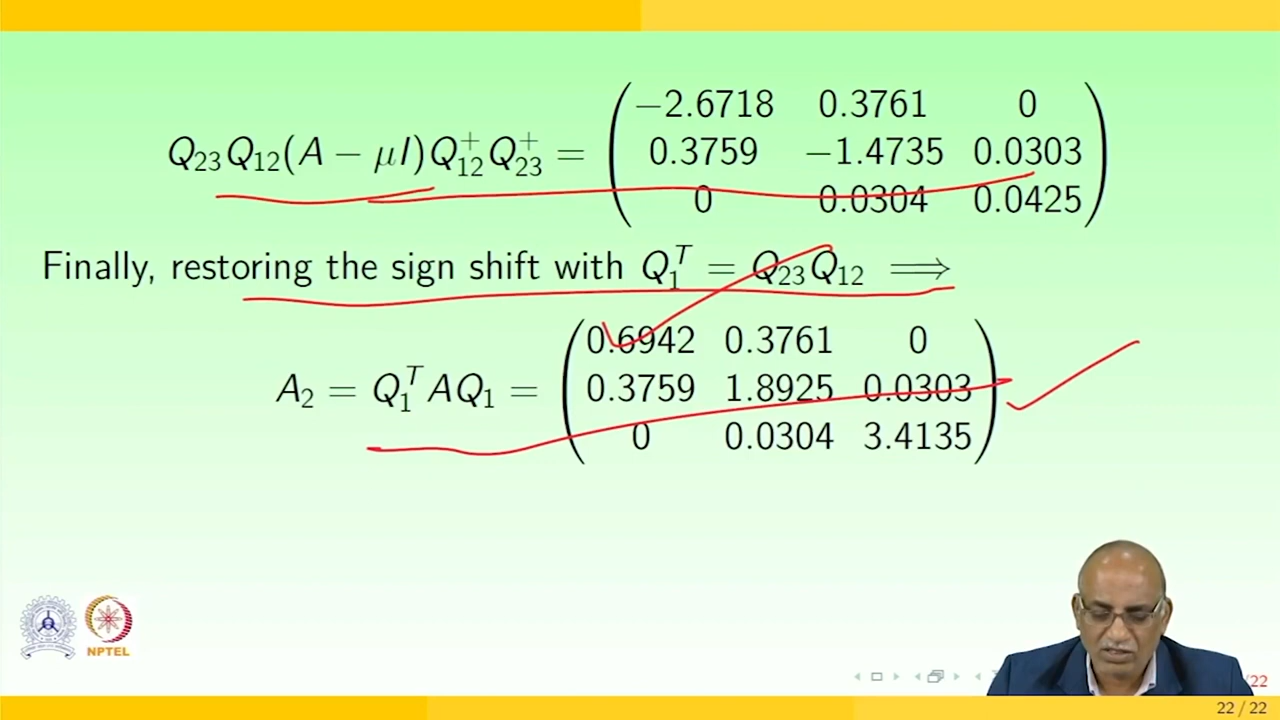 Q₂₃Q₁₂(A − μI)Q₁₂⁺Q₂₃⁺ =
−2.6718 0.3761 0
0.3759 −1.4735 0.0303
0 0.0304 0.0425
Finally, restoring the sign shift with Q₁ᵀ = Q₂₃Q₁₂ ⟹
A₂ = Q₁ᵀAQ₁ =
0.6942 0.3761 0
0.3759 1.8925 0.0303
0 0.0304 3.4135
NPTEL
/22
22 / 22